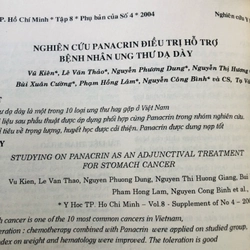 TP. Hồ Chí Minh * Tập 8 * Phụ bản của Số 4 * 2004
Nghiên cứu
NGHIÊN CỨU PANACRIN ĐIỀU TRỊ HỖ TRỢ
BỆNH NHÂN UNG THƯ DẠ DÀY
Vũ Kiên*, Lê Văn Thảo*, Nguyễn Phương Dung*, Nguyễn Thị Hương
Bùi Xuân Cường*, Phạm Hồng Lâm*, Nguyễn Công Bình* và CS, Tạ
dạ dày là một trong 10 loại ung thư hay gặp ở Việt Nam
liệu sau phẫu thuật được áp dụng phối hợp cùng Panacrin trong nhóm nghiên cứu.
tiêu về trọng lượng, huyết học được cải thiện. Panacrin được dung nạp tốt
Y
STUDYING ON PANACRIN AS AN ADJUNCTIVAL TREATMENT
FOR STOMACH CANCER
Vu Kien, Le Van Thao, Nguyen Phuong Dung, Nguyen Thi Huong Giang, Bui
Pham Hong Lam, Nguyen Cong Binh et al.
* Y Hoc TP. Ho Chi Minh – Vol.8 - Supplement of No 4 – 200
cancer is one of the 10 most common cancers in Vietnam,
: chemotherapy combined with Panacrin were applied on studied group
on weight and hematology were improved. The toleration is good